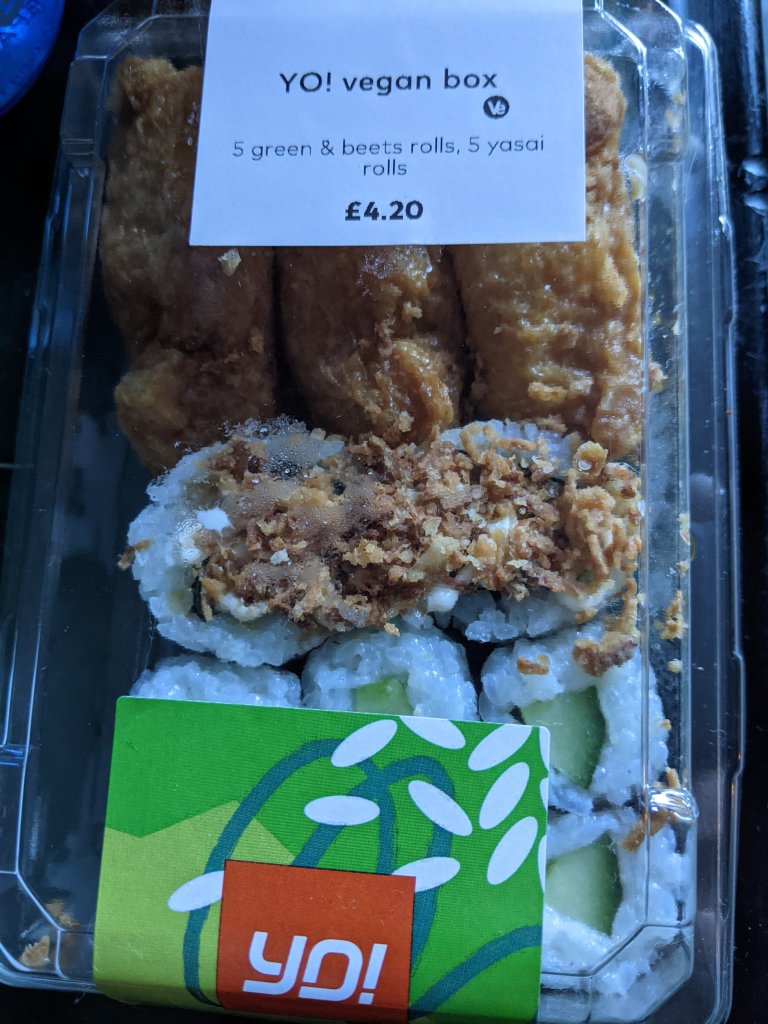 YO! vegan box
Ve
5 green & beets rolls, 5 yasai
rolls
£4.20
YO!